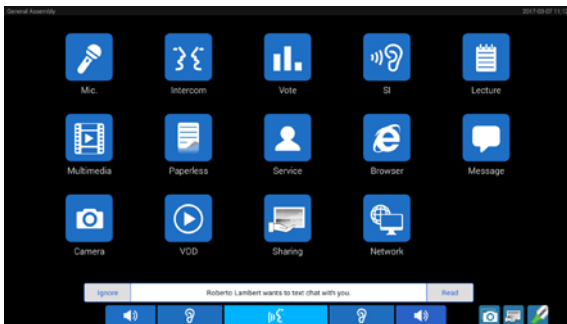 General Assembly 2017-03-07 11:12
Mic. Intercom Vote SI Lecture
Multimedia Paperless Service Browser Message
Camera VOD Sharing Network
Ignore Roberto Lambert wants to text chat with you. Read